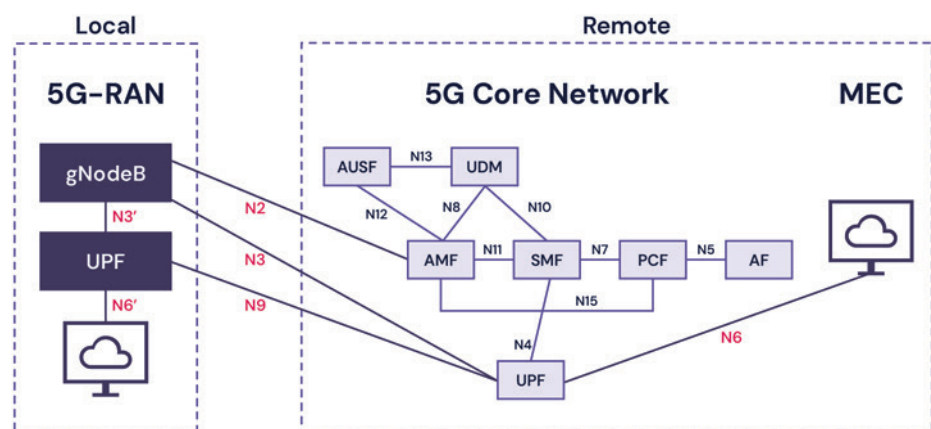 Local
Remote
5G-RAN
5G Core Network
MEC
gNodeB
AUSF
N13
UDM
N3′
N2
N12
N8
N10
UPF
N3
AMF
N11
SMF
N7
PCF
N5
AF
N6′
N9
N15
N4
N6
UPF